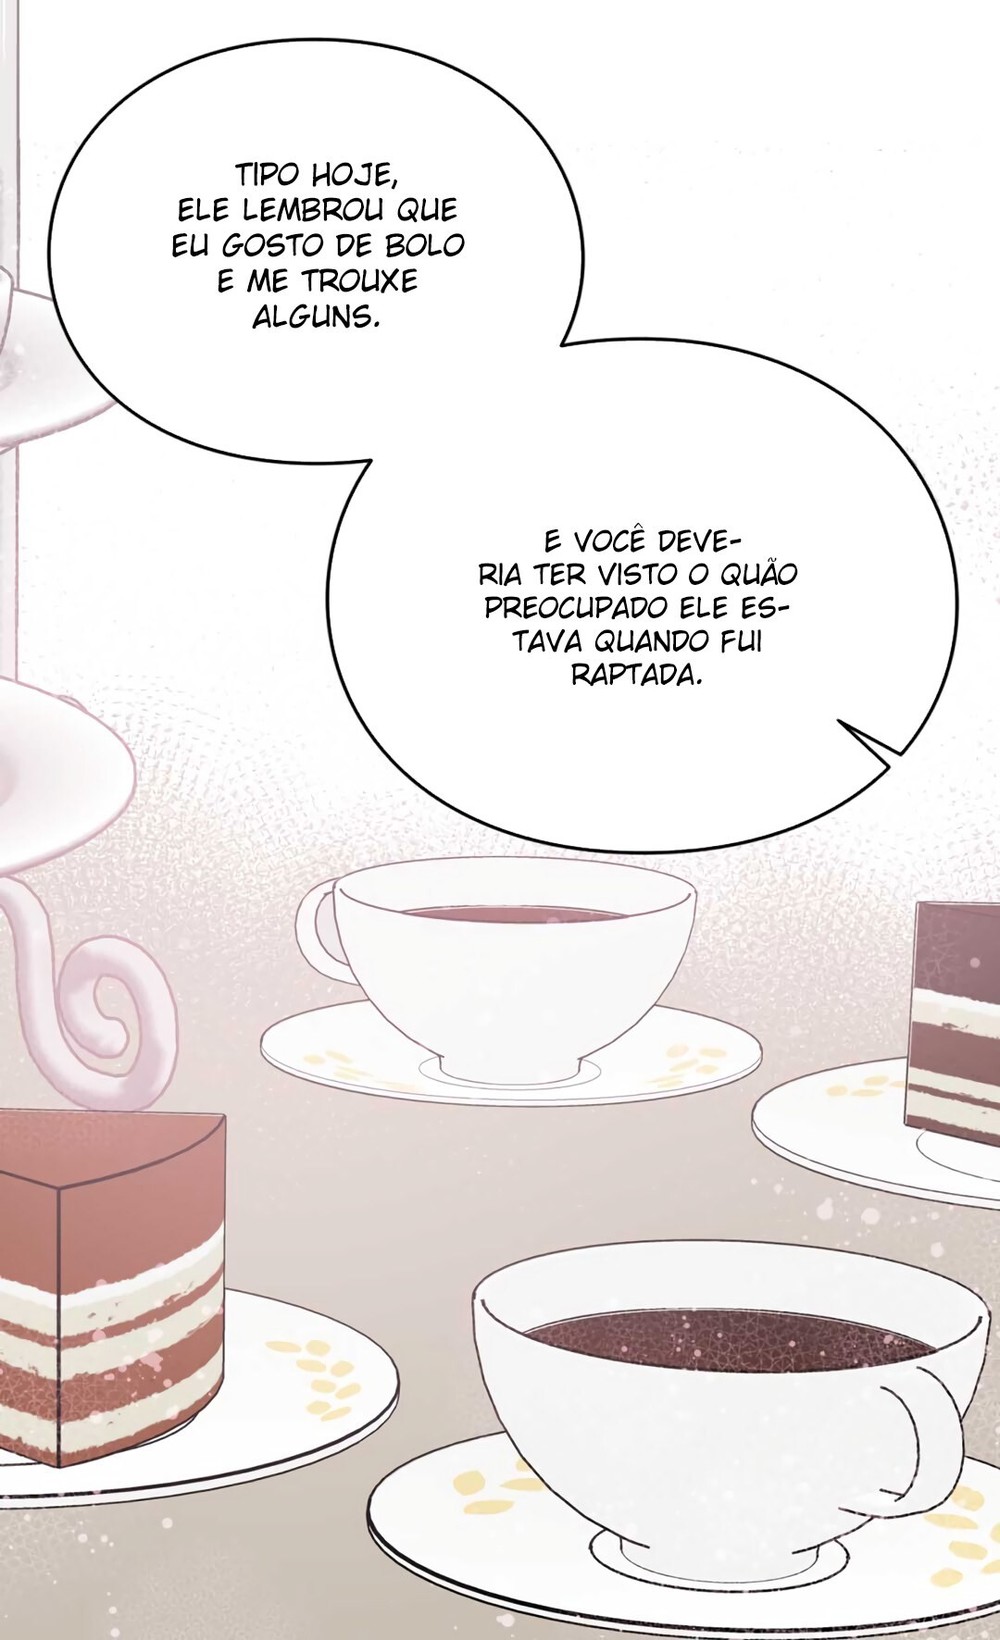 TIPO HOJE,
ELE LEMBROU QUE
EU GOSTO DE BOLO
E ME TROUXE
ALGUNS.
E VOCÊ DEVE-
RIA TER VISTO O QUÃO
PREOCUPADO ELE ES-
TAVA QUANDO FUI
RAPTADA.